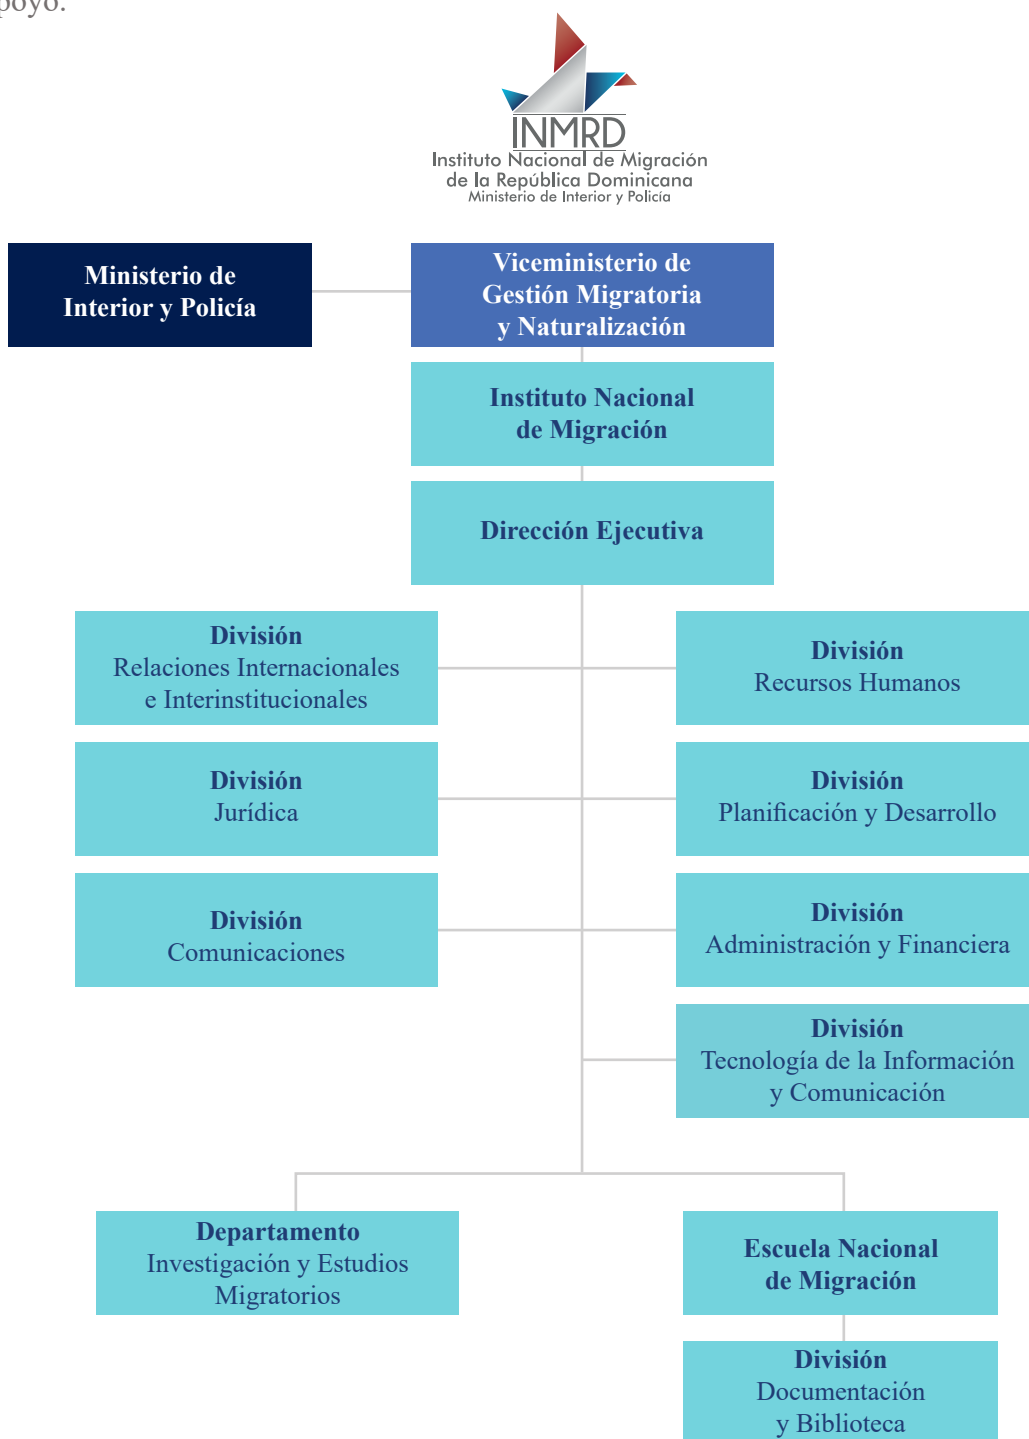 poyo.
INMRD
Instituto Nacional de Migración
de la República Dominicana
Ministerio de Interior y Policía
Ministerio de
Interior y Policía
Viceministerio de
Gestión Migratoria
y Naturalización
Instituto Nacional
de Migración
Dirección Ejecutiva
División
Relaciones Internacionales
e Interinstitucionales
División
Recursos Humanos
División
Jurídica
División
Planificación y Desarrollo
División
Comunicaciones
División
Administración y Financiera
División
Tecnología de la Información
y Comunicación
Departamento
Investigación y Estudios
Migratorios
Escuela Nacional
de Migración
División
Documentación
y Biblioteca